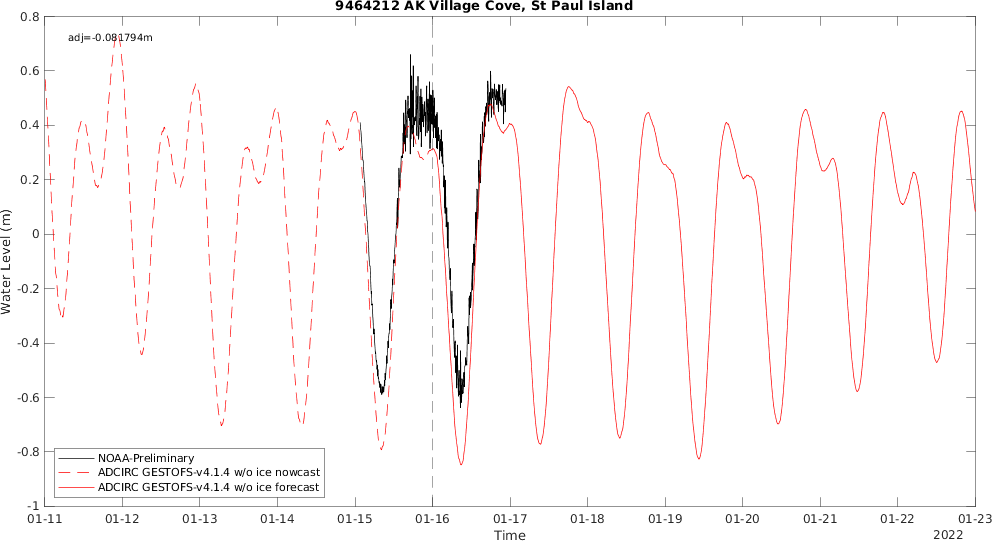 9464212 AK Village Cove, St Paul Island
adj=-0.081794m
0.8
0.6
0.4
0.2
0
-0.2
-0.4
-0.6
-0.8
-1
Water Level (m)
NOAA-Preliminary
ADCIRC GESTOFS-v4.1.4 w/o ice nowcast
ADCIRC GESTOFS-v4.1.4 w/o ice forecast
01-11 01-12 01-13 01-14 01-15 01-16 01-17 01-18 01-19 01-20 01-21 01-22 01-23
Time
2022